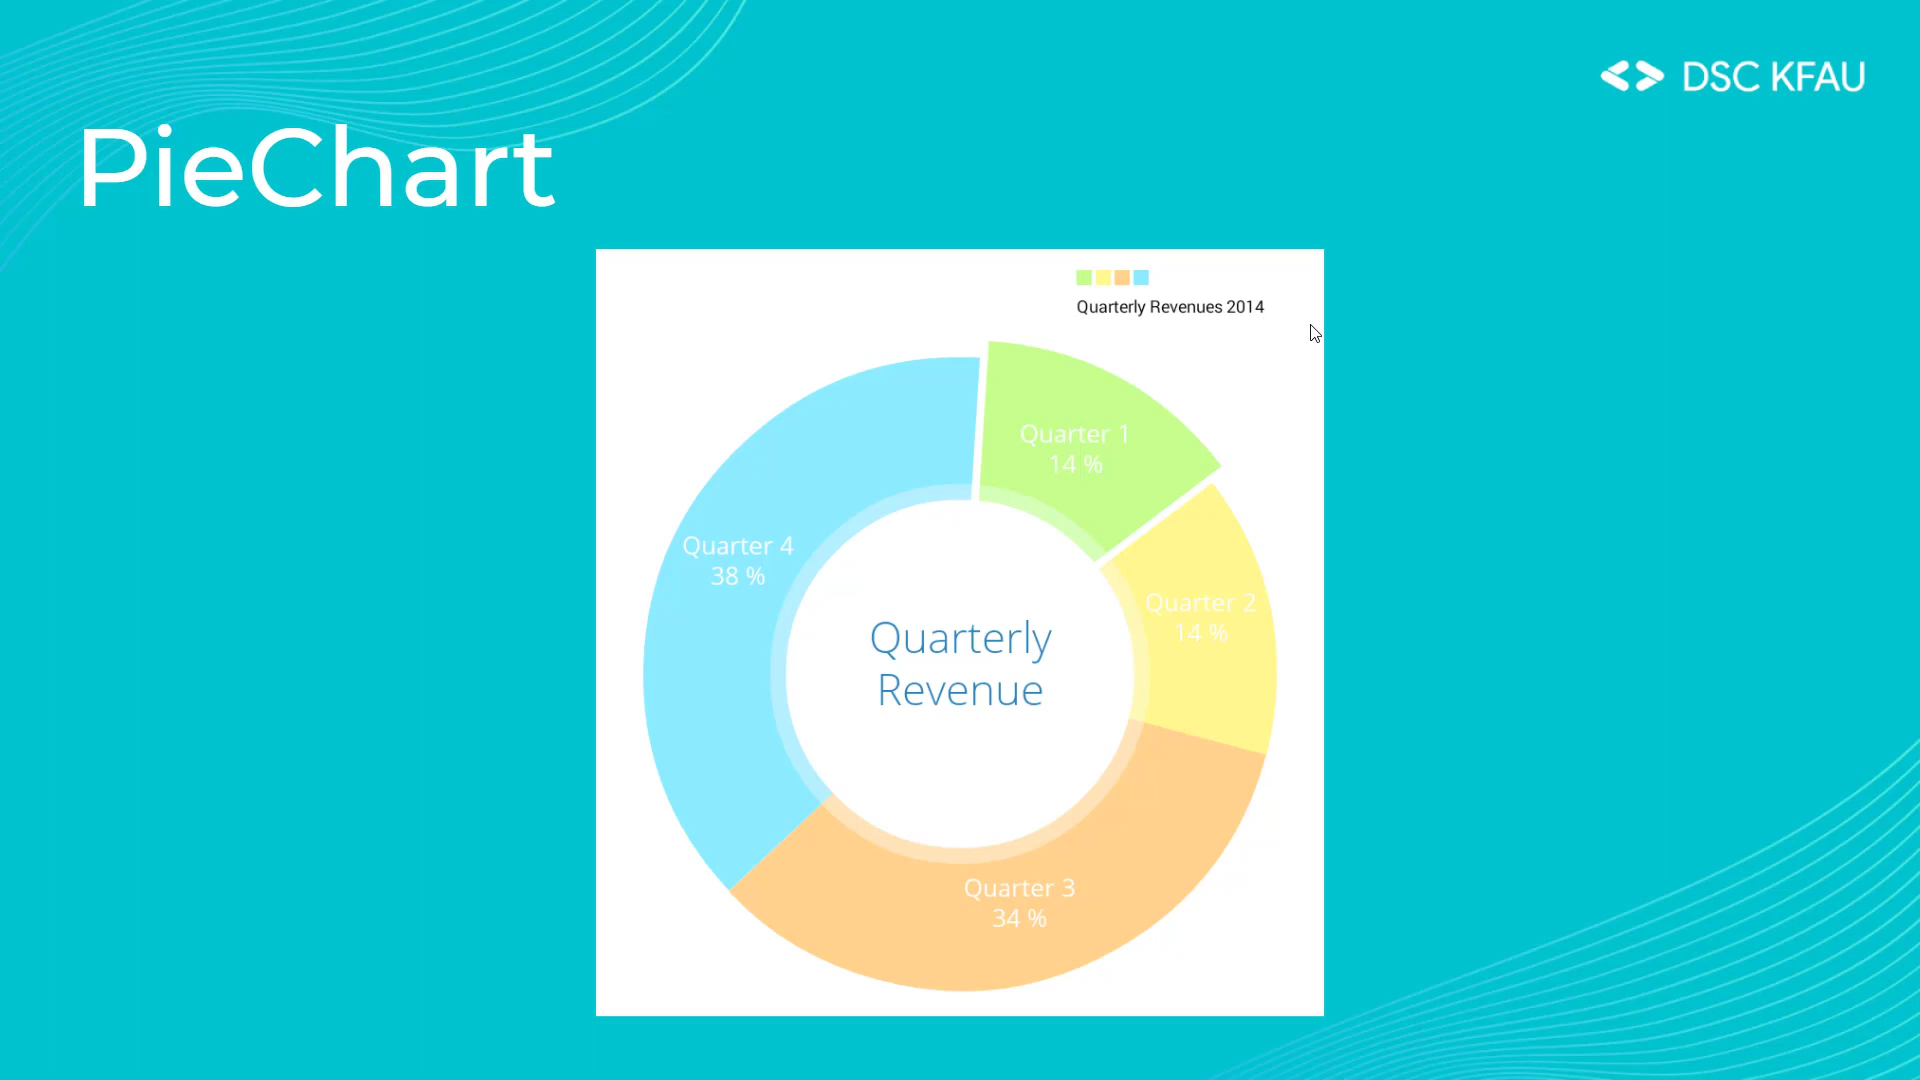 DSC KFAU
PieChart
Quarterly Revenues 2014
Quarter 1
14 %
Quarter 4
38 %
Quarter 2
14 %
Quarterly
Revenue
Quarter 3
34 %